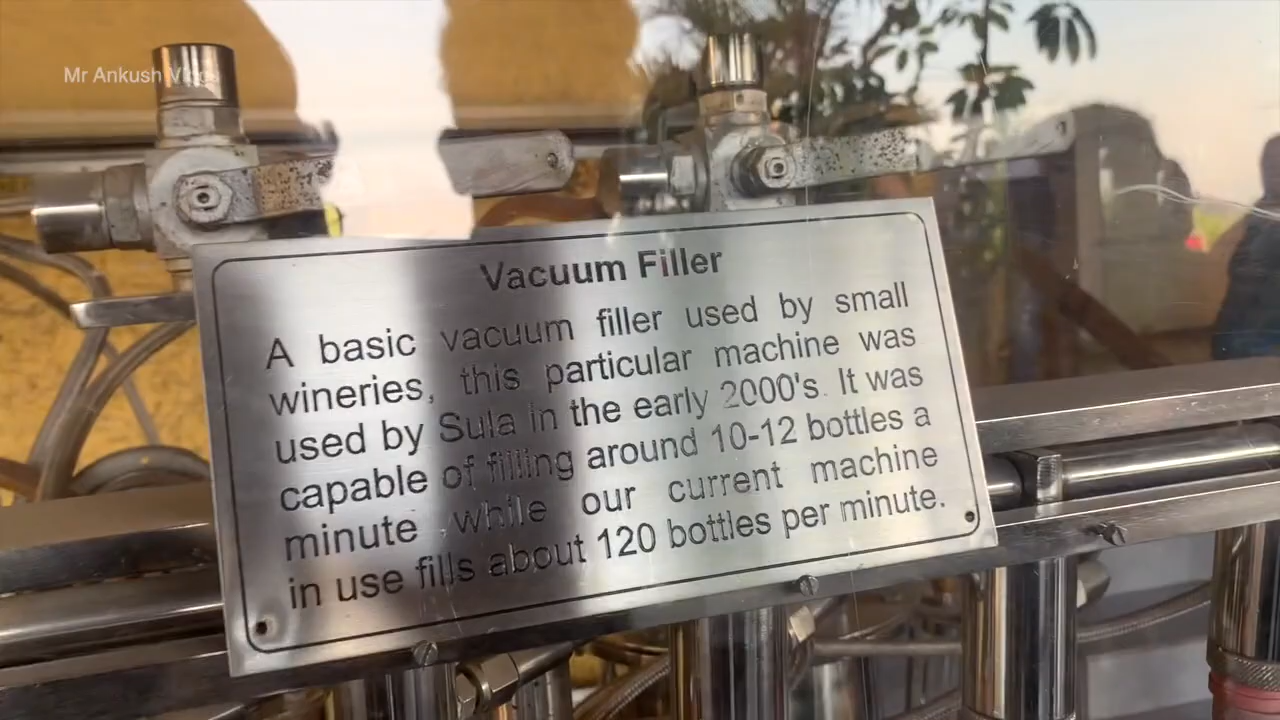 Mr Ankush Vlogs
Vacuum Filler
A basic vacuum filler used by small
wineries, this particular machine was
used by Sula in the early 2000's. It was
capable of filling around 10-12 bottles a
minute ,while our current machine
in use fills about 120 bottles per minute.